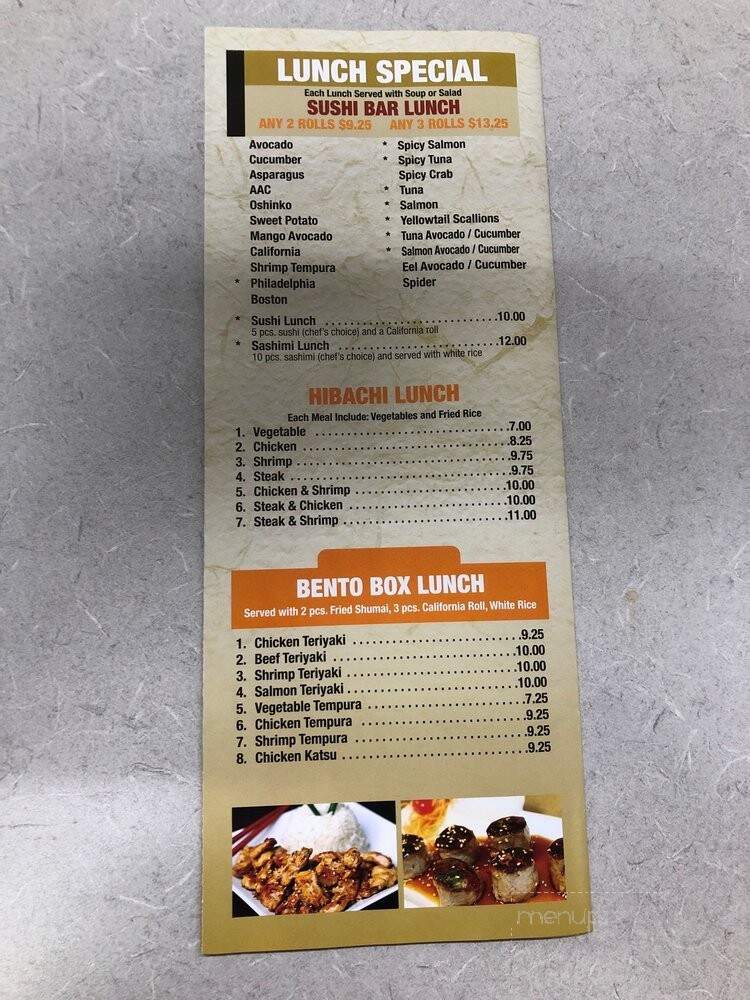 LUNCH SPECIAL
Each Lunch Served with Soup or Salad
SUSHI BAR LUNCH
ANY 2 ROLLS $9.25 ANY 3 ROLLS $13.25
Avocado
Cucumber
Asparagus
AAC
Oshinko
Sweet Potato
Mango Avocado
California
Shrimp Tempura
* Philadelphia
Boston
* Spicy Salmon
* Spicy Tuna
Spicy Crab
* Tuna
* Salmon
* Yellowtail Scallions
* Tuna Avocado / Cucumber
* Salmon Avocado / Cucumber
Eel Avocado / Cucumber
Spider
* Sushi Lunch ..............................10.00
5 pcs. sushi (chef's choice) and a California roll
* Sashimi Lunch ..............................12.00
10 pcs. sashimi (chef's choice) and served with white rice
HIBACHI LUNCH
Each Meal Include: Vegetables and Fried Rice
1. Vegetable ..............................7.00
2. Chicken ..............................8.25
3. Shrimp ..............................9.75
4. Steak ..............................9.75
5. Chicken & Shrimp ..............................10.00
6. Steak & Chicken ..............................10.00
7. Steak & Shrimp ..............................11.00
BENTO BOX LUNCH
Served with 2 pcs. Fried Shumai, 3 pcs. California Roll, White Rice
1. Chicken Teriyaki ..............................9.25
2. Beef Teriyaki ..............................10.00
3. Shrimp Teriyaki ..............................10.00
4. Salmon Teriyaki ..............................10.00
5. Vegetable Tempura ..............................7.25
6. Chicken Tempura ..............................9.25
7. Shrimp Tempura ..............................9.25
8. Chicken Katsu ..............................9.25